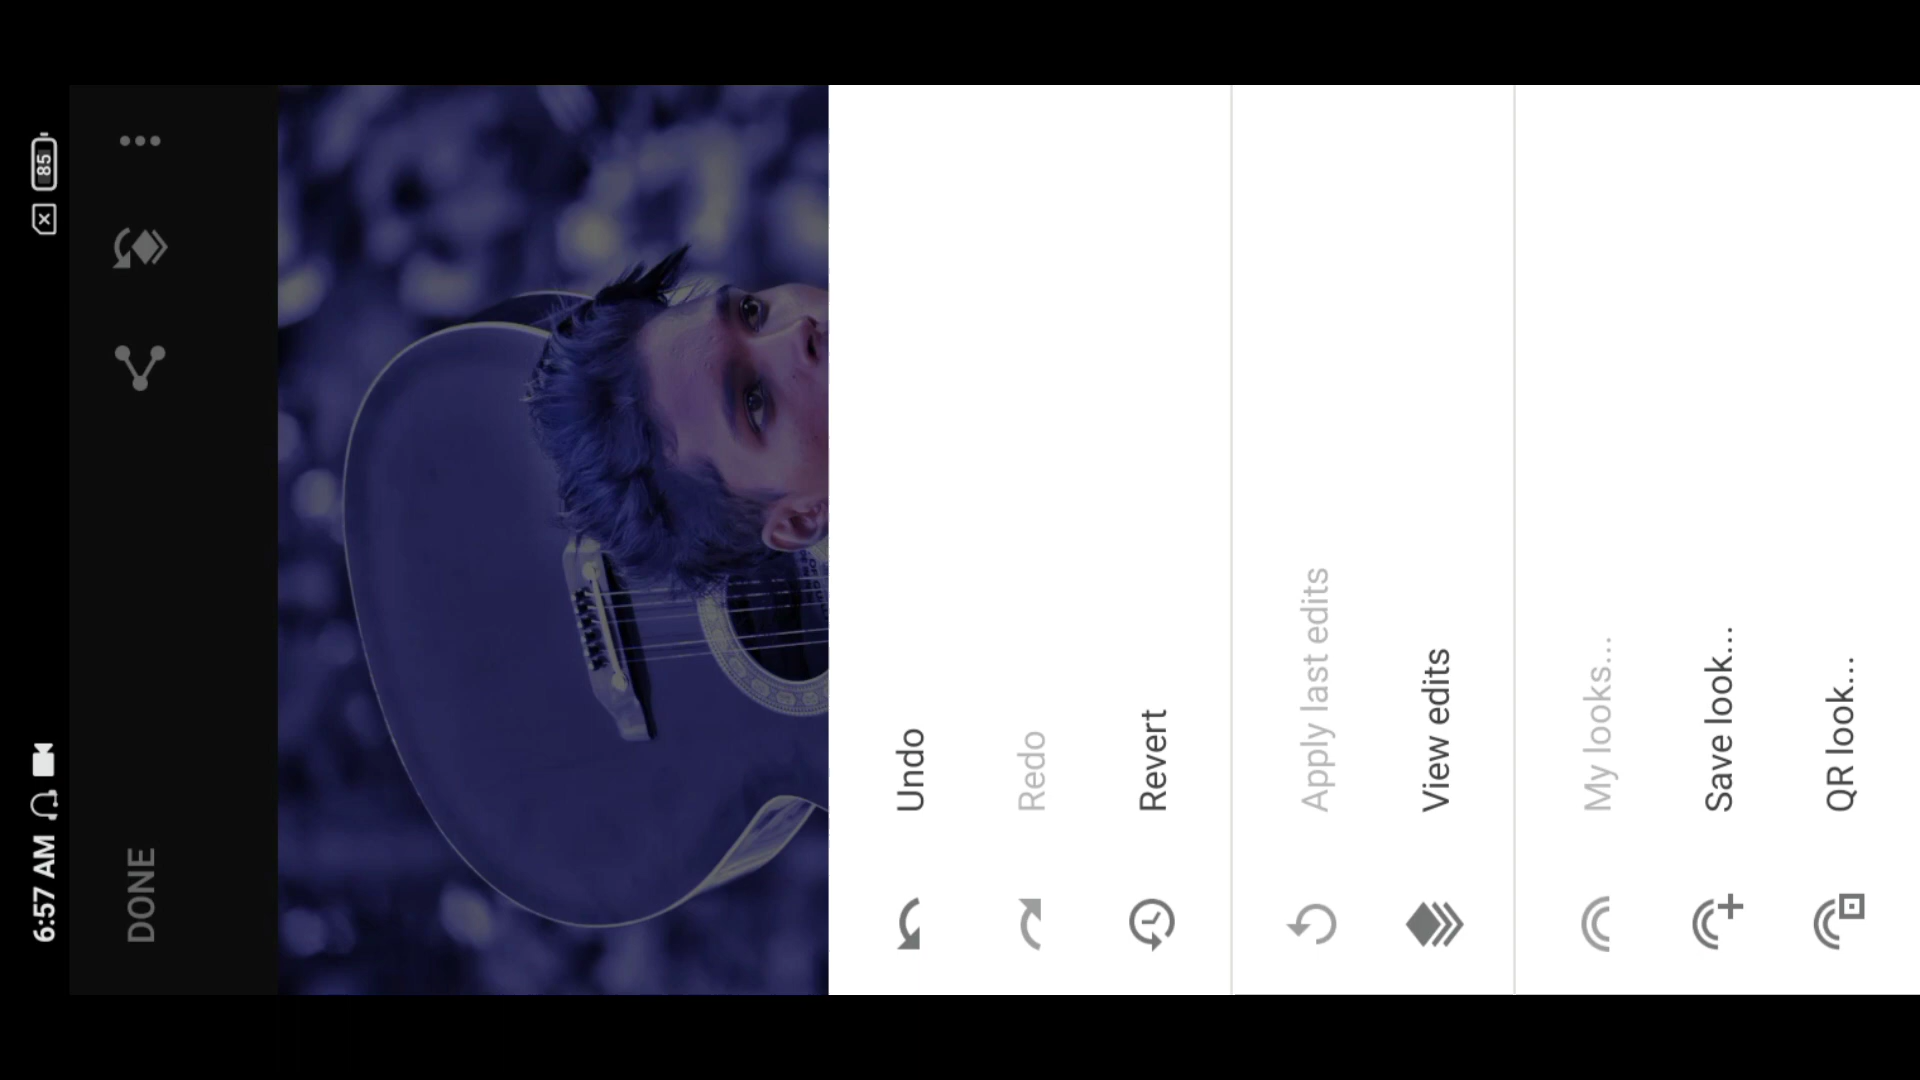 6:57 AM
85
DONE
Undo
Redo
Revert
Apply last edits
View edits
My looks...
Save look...
QR look...